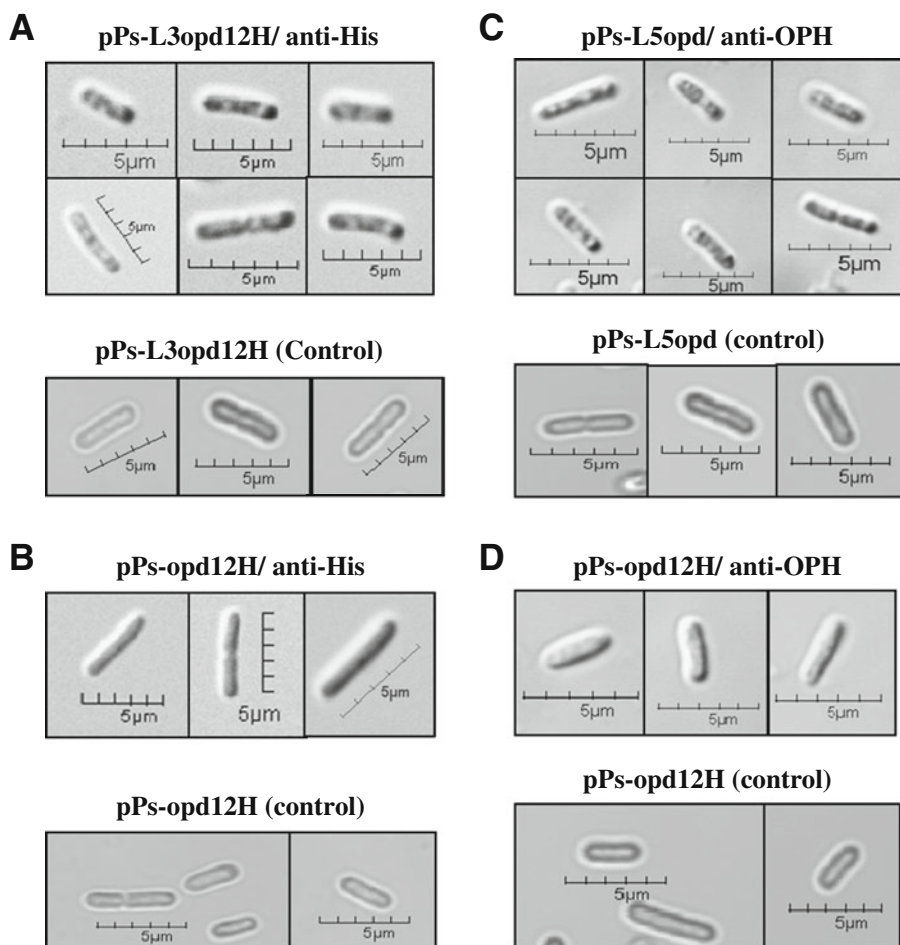 A
pPs-L3opd12H/ anti-His
5µm
5µm
5µm
5µm
5µm
5µm
pPs-L3opd12H (Control)
5µm
5µm
5µm
B
pPs-opd12H/ anti-His
5µm
5µm
5µm
pPs-opd12H (control)
5µm
5µm
C
pPs-L5opd/ anti-OPH
5µm
5µm
5µm
5µm
5µm
5µm
pPs-L5opd (control)
5µm
5µm
5µm
D
pPs-opd12H/ anti-OPH
5µm
5µm
5µm
pPs-opd12H (control)
5µm
5µm